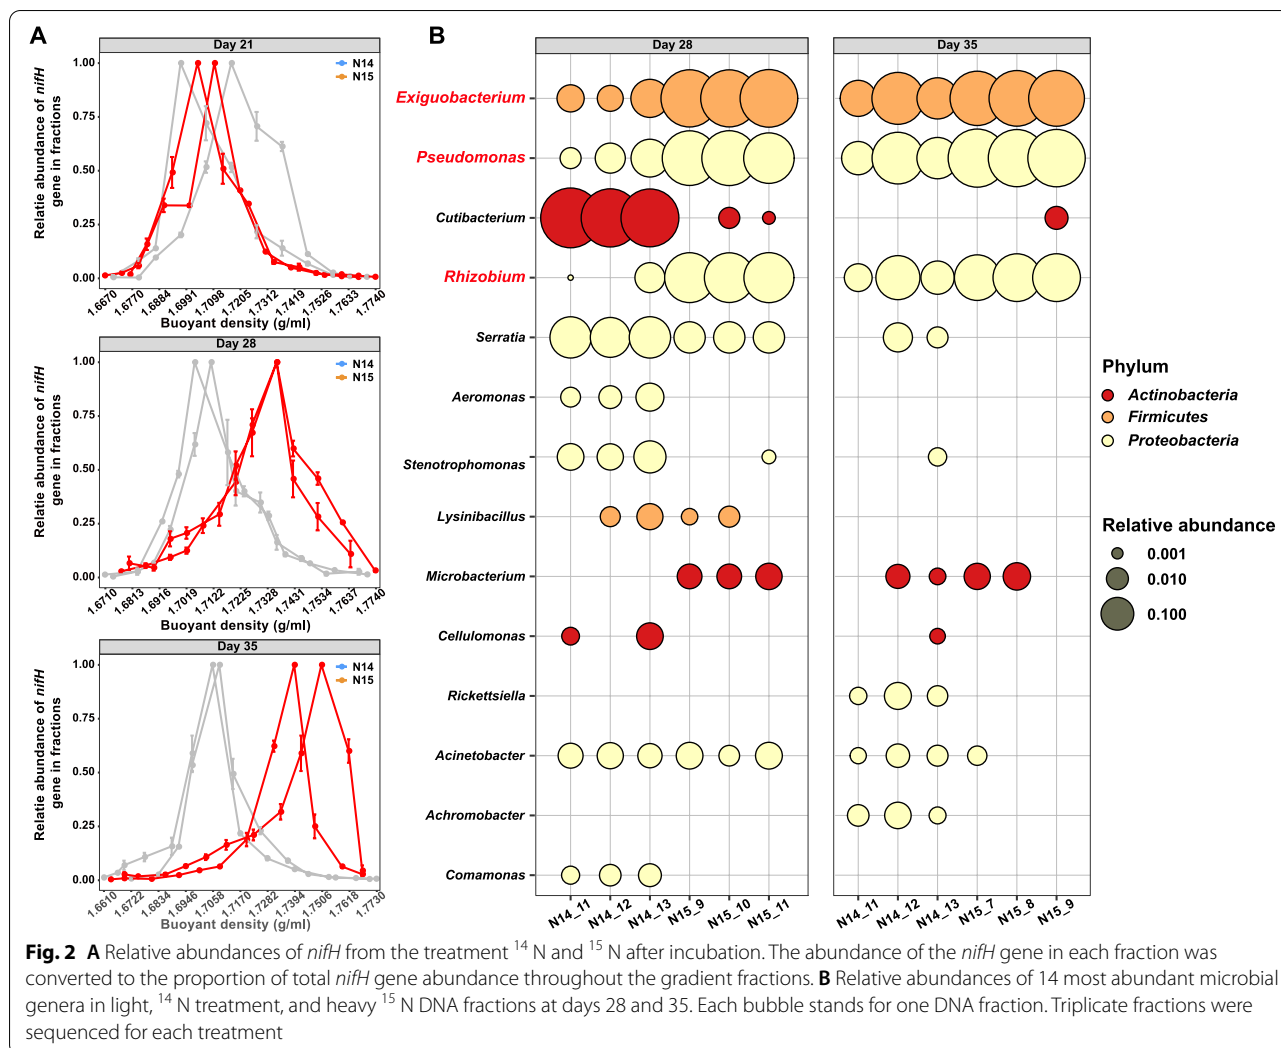 A
B
Day 21
N14
N15
1.00
0.75
0.50
0.25
0.00
Relatie abundance of nifH
gene in fractions
1.6670
1.6770
1.6884
1.6991
1.7098
1.7205
1.7312
1.7419
1.7526
1.7633
1.7740
Buoyant density (g/ml)
Day 28
N14
N15
1.00
0.75
0.50
0.25
0.00
Relatie abundance of nifH
gene in fractions
1.6710
1.6813
1.6916
1.7019
1.7122
1.7225
1.7328
1.7431
1.7534
1.7637
1.7740
Buoyant density (g/ml)
Day 35
N14
N15
1.00
0.75
0.50
0.25
0.00
Relatie abundance of nifH
gene in fractions
1.6610
1.6722
1.6834
1.6946
1.7058
1.7170
1.7282
1.7394
1.7506
1.7618
1.7730
Buoyant density (g/ml)
Day 28
Day 35
Exiguobacterium
Pseudomonas
Cutibacterium
Rhizobium
Serratia
Aeromonas
Stenotrophomonas
Lysinibacillus
Microbacterium
Cellulomonas
Rickettsiella
Acinetobacter
Achromobacter
Comamonas
N14_11
N14_12
N14_13
N15_9
N15_10
N15_11
N14_11
N14_12
N14_13
N15_7
N15_8
N15_9
Phylum
Actinobacteria
Firmicutes
Proteobacteria
Relative abundance
0.001
0.010
0.100
Fig. 2 A Relative abundances of nifH from the treatment 14 N and 15 N after incubation. The abundance of the nifH gene in each fraction was
converted to the proportion of total nifH gene abundance throughout the gradient fractions. B Relative abundances of 14 most abundant microbial
genera in light, 14 N treatment, and heavy 15 N DNA fractions at days 28 and 35. Each bubble stands for one DNA fraction. Triplicate fractions were
sequenced for each treatment